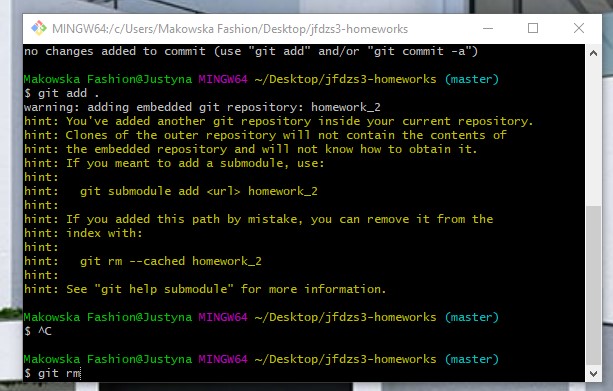 MINGW64:/c/Users/Makowska Fashion/Desktop/jfdzs3-homeworks
no changes added to commit (use "git add" and/or "git commit -a")
Makowska Fashion@Justyna MINGW64 ~/Desktop/jfdzs3-homeworks (master)
$ git add .
warning: adding embedded git repository: homework_2
hint: You've added another git repository inside your current repository.
hint: Clones of the outer repository will not contain the contents of
hint: the embedded repository and will not know how to obtain it.
hint: If you meant to add a submodule, use:
hint:
hint:   git submodule add <url> homework_2
hint:
hint: If you added this path by mistake, you can remove it from the
hint: index with:
hint:
hint:   git rm --cached homework_2
hint:
hint: See "git help submodule" for more information.
Makowska Fashion@Justyna MINGW64 ~/Desktop/jfdzs3-homeworks (master)
$ ^C
Makowska Fashion@Justyna MINGW64 ~/Desktop/jfdzs3-homeworks (master)
$ git rm